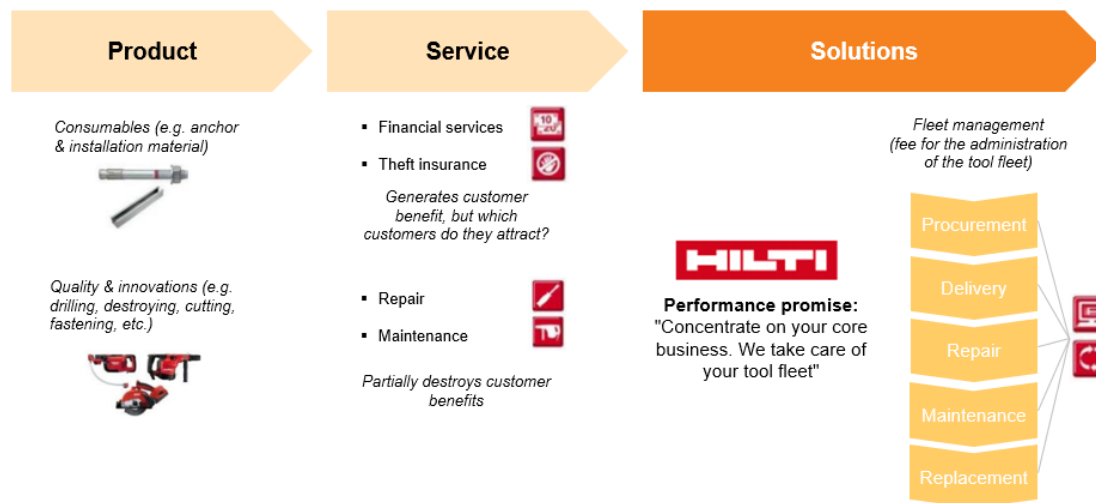 Product
Service
Solutions
Consumables (e.g. anchor
& installation material)
Quality & innovations (e.g.
drilling, destroying, cutting,
fastening, etc.)
▪ Financial services
10
20
▪ Theft insurance
Generates customer
benefit, but which
customers do they attract?
▪ Repair
▪ Maintenance
Partially destroys customer
benefits
HILTI
Performance promise:
"Concentrate on your core
business. We take care of
your tool fleet"
Fleet management
(fee for the administration
of the tool fleet)
Procurement
Delivery
Repair
Maintenance
Replacement